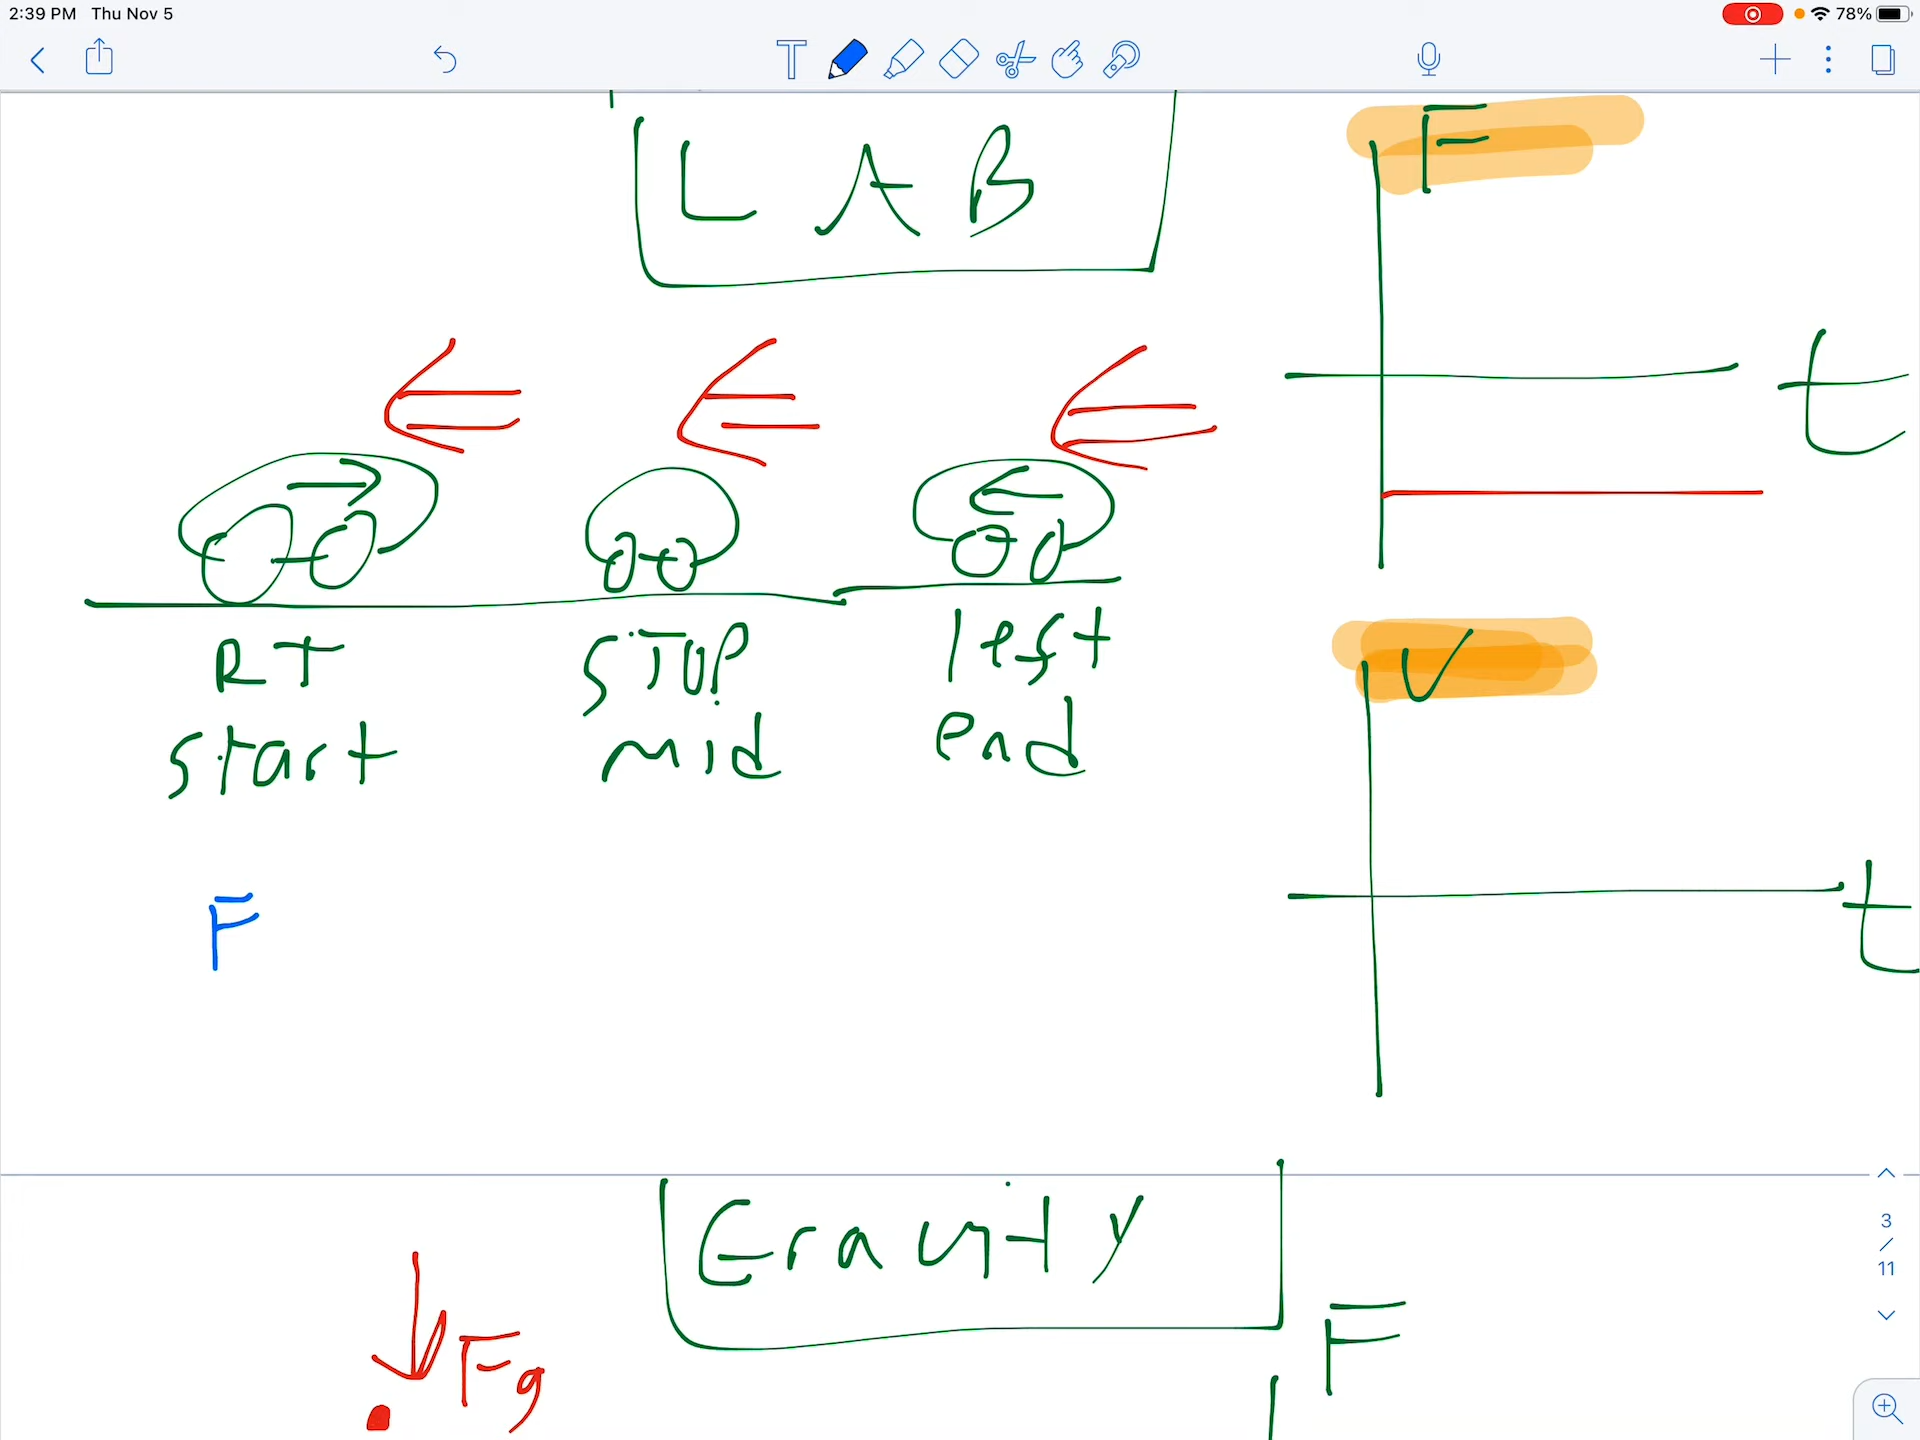 2:39 PM Thu Nov 5
78%
T
LAB
F
t
RT
STOP
left
start
mid
end
V
t
F
3
/
11
Gravity
Fg
F